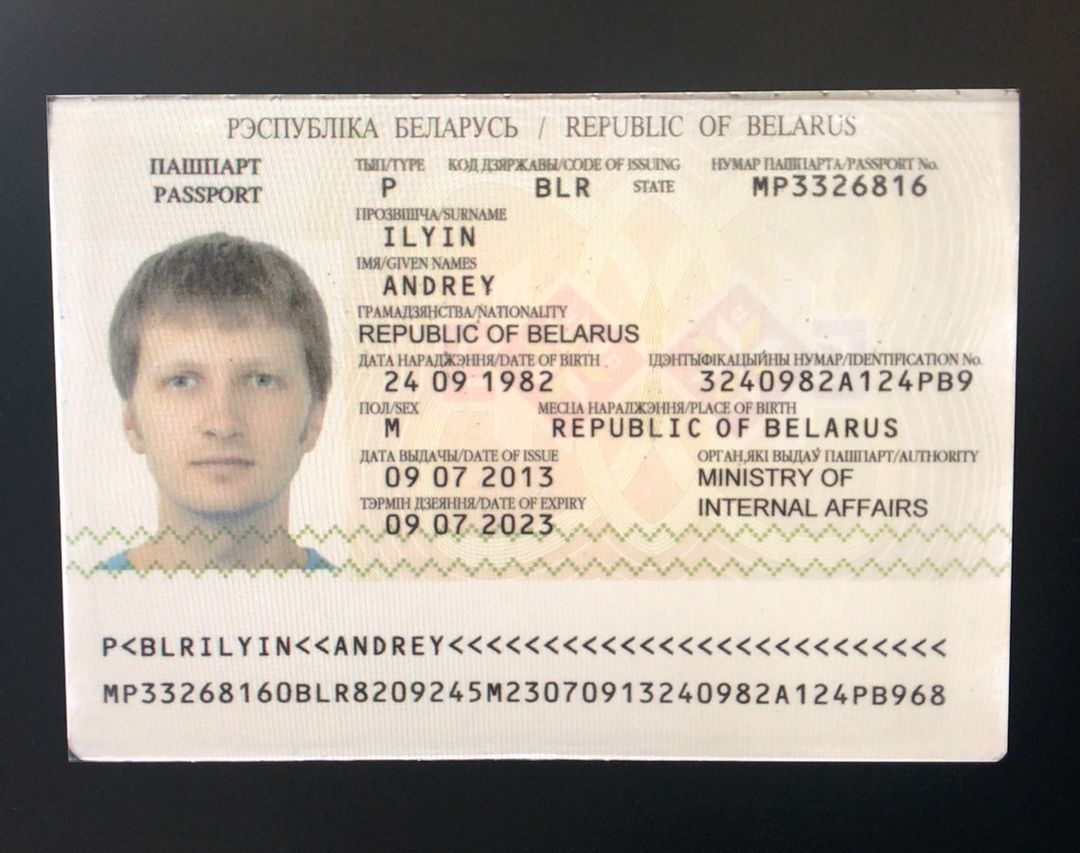 РЭСПУБЛІКА БЕЛАРУСЬ / REPUBLIC OF BELARUS
ПАШПАРТ
PASSPORT
ТЫП/TYPE КОД ДЗЯРЖАВЫ/CODE OF ISSUING STATE НУМАР ПАШПАРТА/PASSPORT No.
P BLR MP3326816
ПРОЗВІШЧА/SURNAME
ILYIN
ІМЯ/GIVEN NAMES
ANDREY
ГРАМАДЗЯНСТВА/NATIONALITY
REPUBLIC OF BELARUS
ДАТА НАРАДЖЭННЯ/DATE OF BIRTH ІДЭНТЫФІКАЦЫЙНЫ НУМАР/IDENTIFICATION No.
24 09 1982 3240982A124PB9
ПОЛ/SEX МЕСЦА НАРАДЖЭННЯ/PLACE OF BIRTH
M REPUBLIC OF BELARUS
ДАТА ВЫДАЧЫ/DATE OF ISSUE ОРГАН,ЯКІ ВЫДАЎ ПАШПАРТ/AUTHORITY
09 07 2013 MINISTRY OF
ТЭРМІН ДЗЕЯННЯ/DATE OF EXPIRY INTERNAL AFFAIRS
09 07 2023
P<BLRILYIN<<ANDREY<<<<<<<<<<<<<<<<<<<<<<<<<<
MP33268160BLR8209245M23070913240982A124PB968